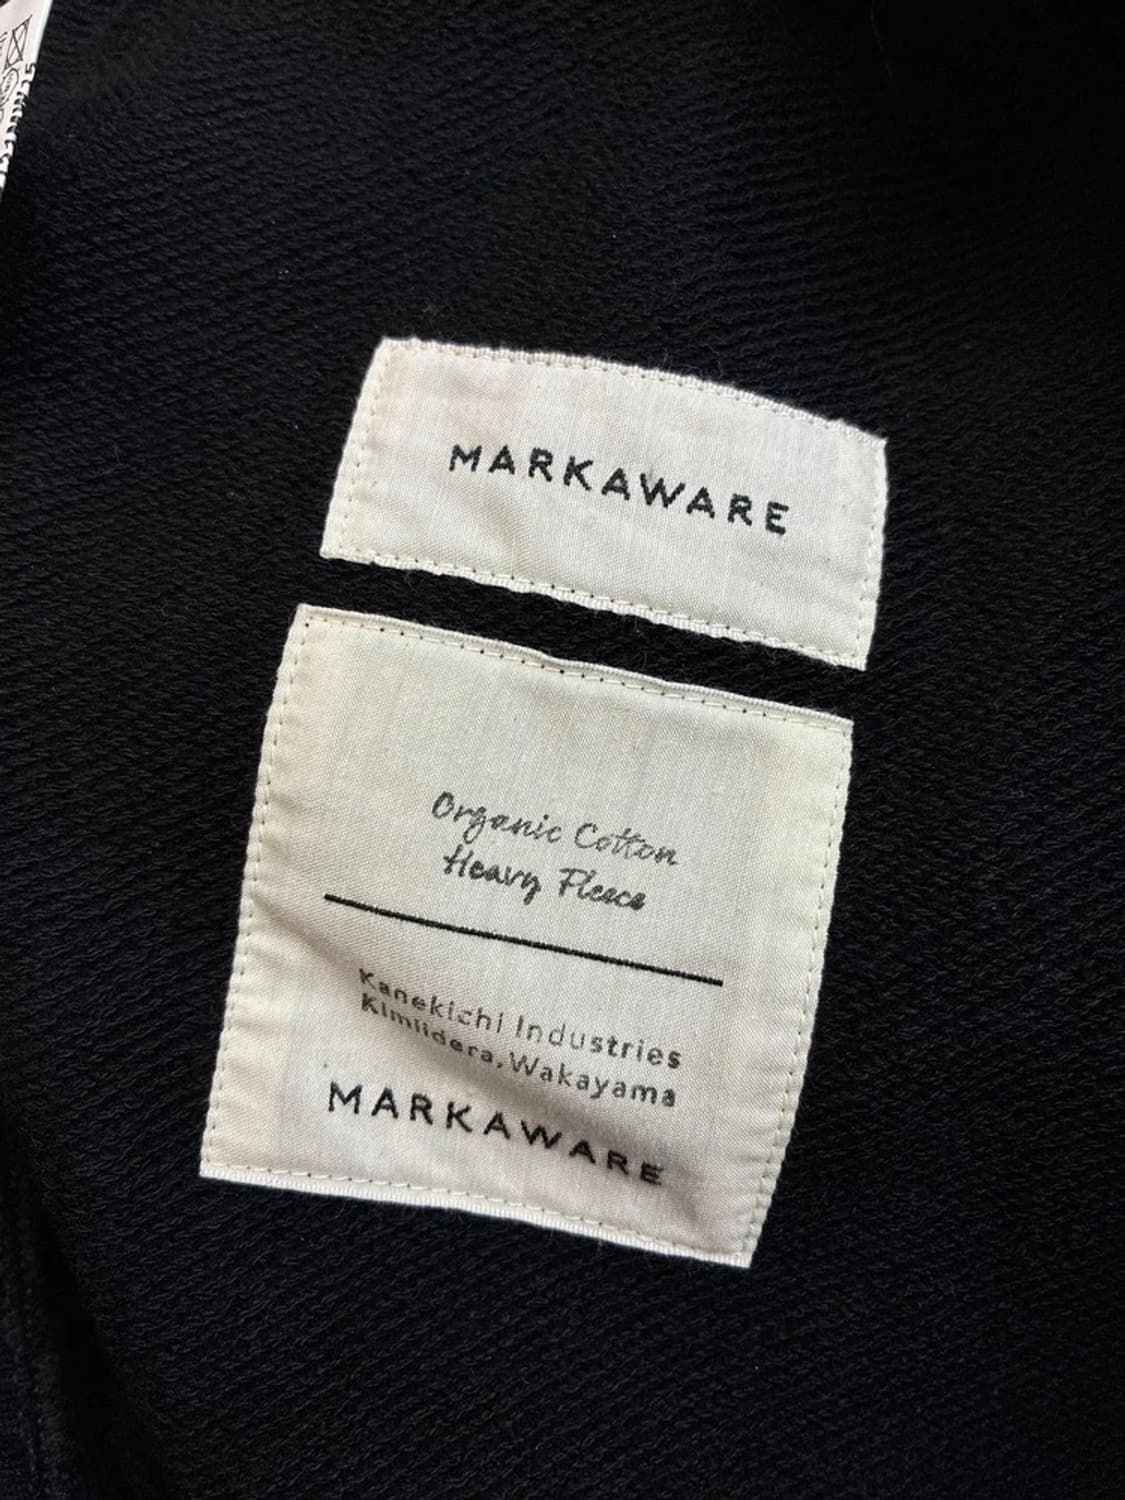 MARKAWARE
Organic Cotton
Heavy Fleece
Kanekichi Industries
Kimiidera, Wakayama
MARKAWARE